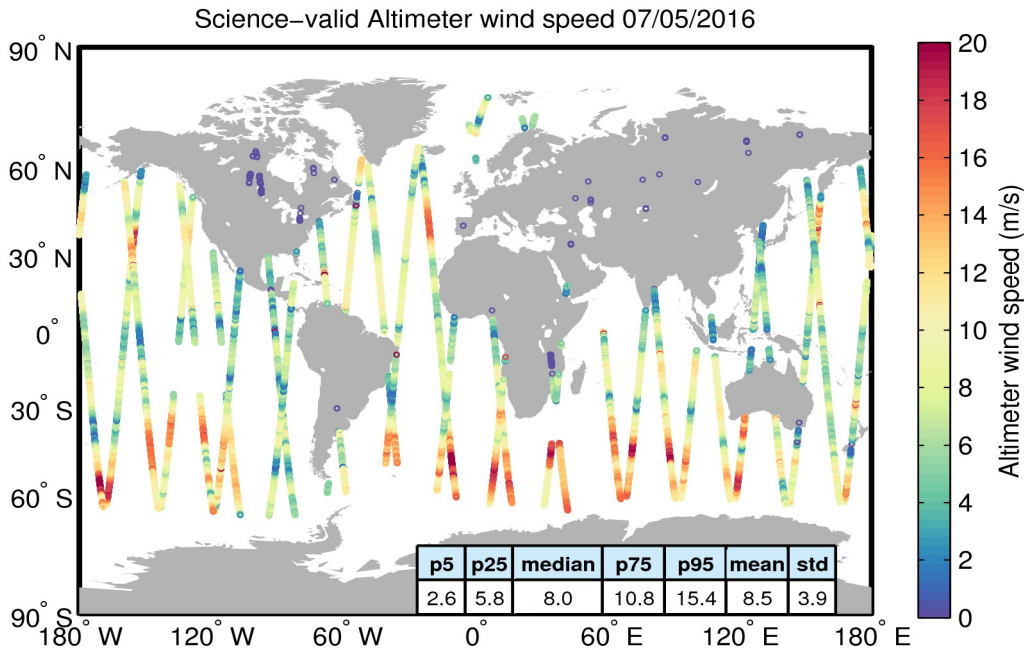 Science−valid Altimeter wind speed 07/05/2016
90° N
60° N
30° N
0°
30° S
60° S
90° S
180° W
120° W
60° W
0°
60° E
120° E
180° E
p5 p25 median p75 p95 mean std
2.6 5.8 8.0 10.8 15.4 8.5 3.9
20
18
16
14
12
10
8
6
4
2
0
Altimeter wind speed (m/s)